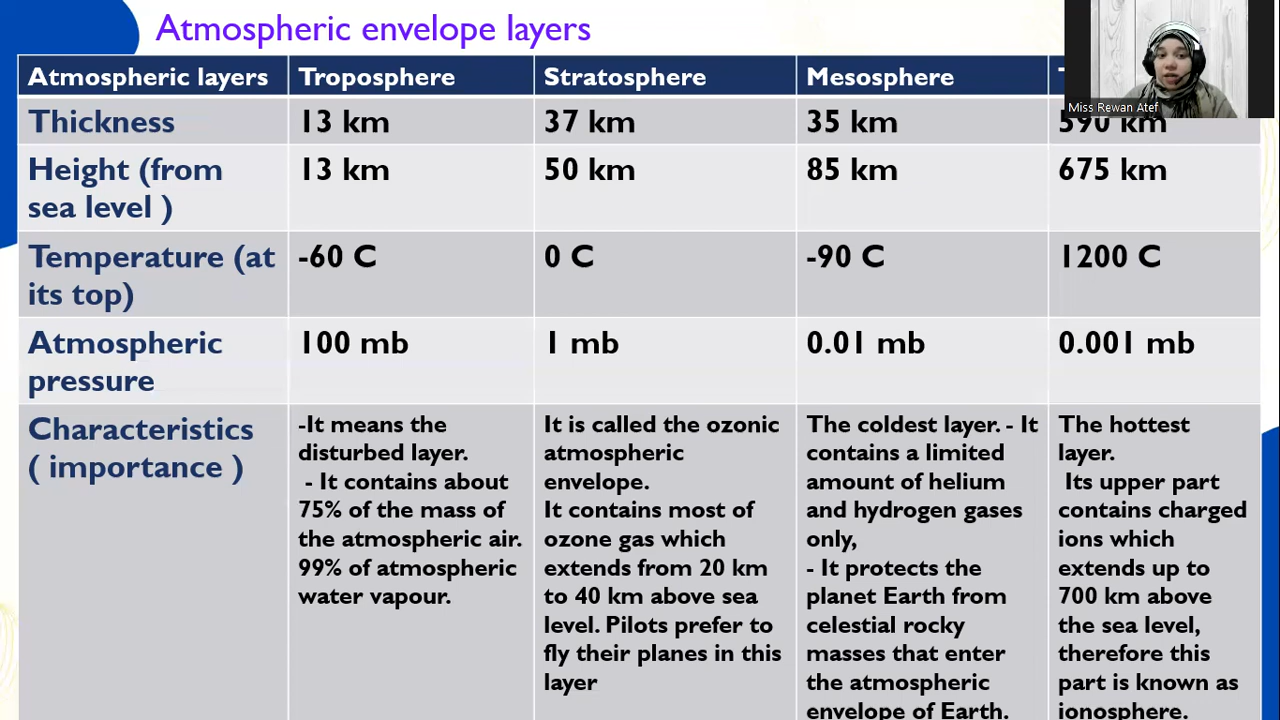 Atmospheric envelope layers
Miss Rewan Atef
Atmospheric layers
Troposphere
Stratosphere
Mesosphere
Thickness
13 km
37 km
35 km
590 km
Height (from
sea level )
13 km
50 km
85 km
675 km
Temperature (at
its top)
-60 C
0 C
-90 C
1200 C
Atmospheric
pressure
100 mb
1 mb
0.01 mb
0.001 mb
Characteristics
( importance )
-It means the
disturbed layer.
- It contains about
75% of the mass of
the atmospheric air.
99% of atmospheric
water vapour.
It is called the ozonic
atmospheric
envelope.
It contains most of
ozone gas which
extends from 20 km
to 40 km above sea
level. Pilots prefer to
fly their planes in this
layer
The coldest layer. - It
contains a limited
amount of helium
and hydrogen gases
only,
- It protects the
planet Earth from
celestial rocky
masses that enter
the atmospheric
envelope of Earth.
The hottest
layer.
Its upper part
contains charged
ions which
extends up to
700 km above
the sea level,
therefore this
part is known as
ionosphere.